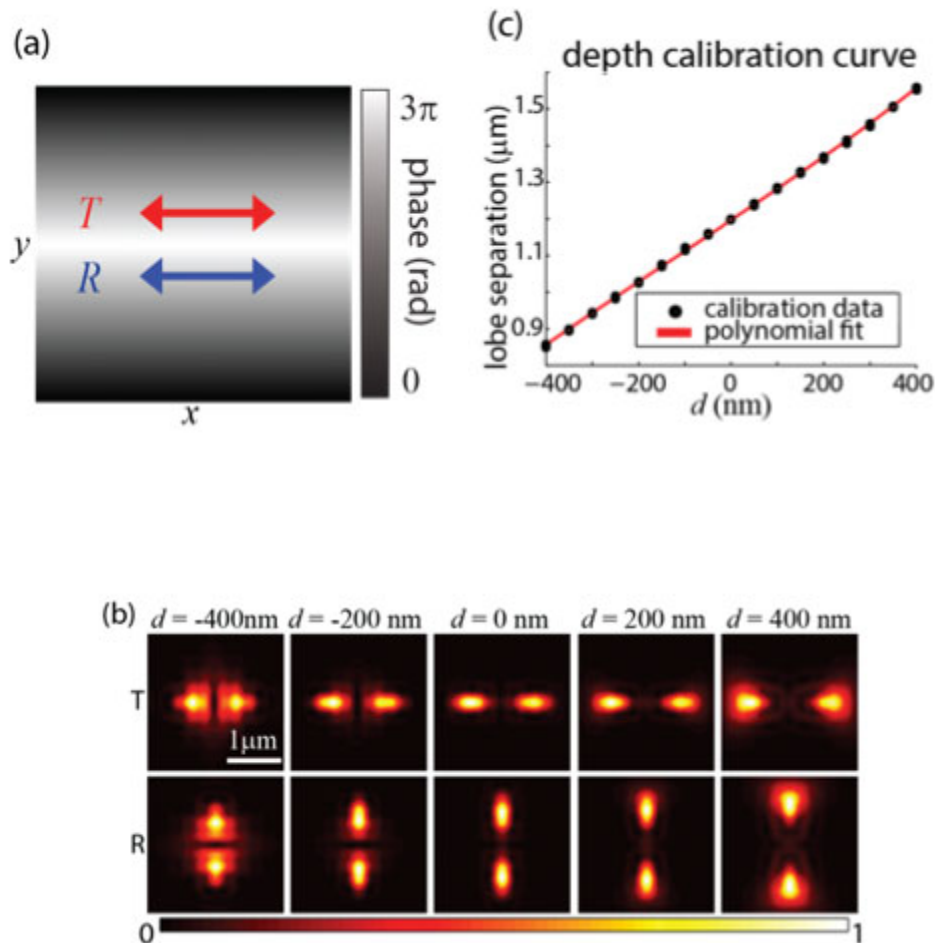 (a)
3π
phase (rad)
0
T
R
y
x
(c)
depth calibration curve
lobe separation (μm)
1.5
1.3
1.1
0.9
calibration data
polynomial fit
−400
−200
0
200
400
d (nm)
(b)
d = -400nm
d = -200 nm
d = 0 nm
d = 200 nm
d = 400 nm
T
1μm
R
0
1